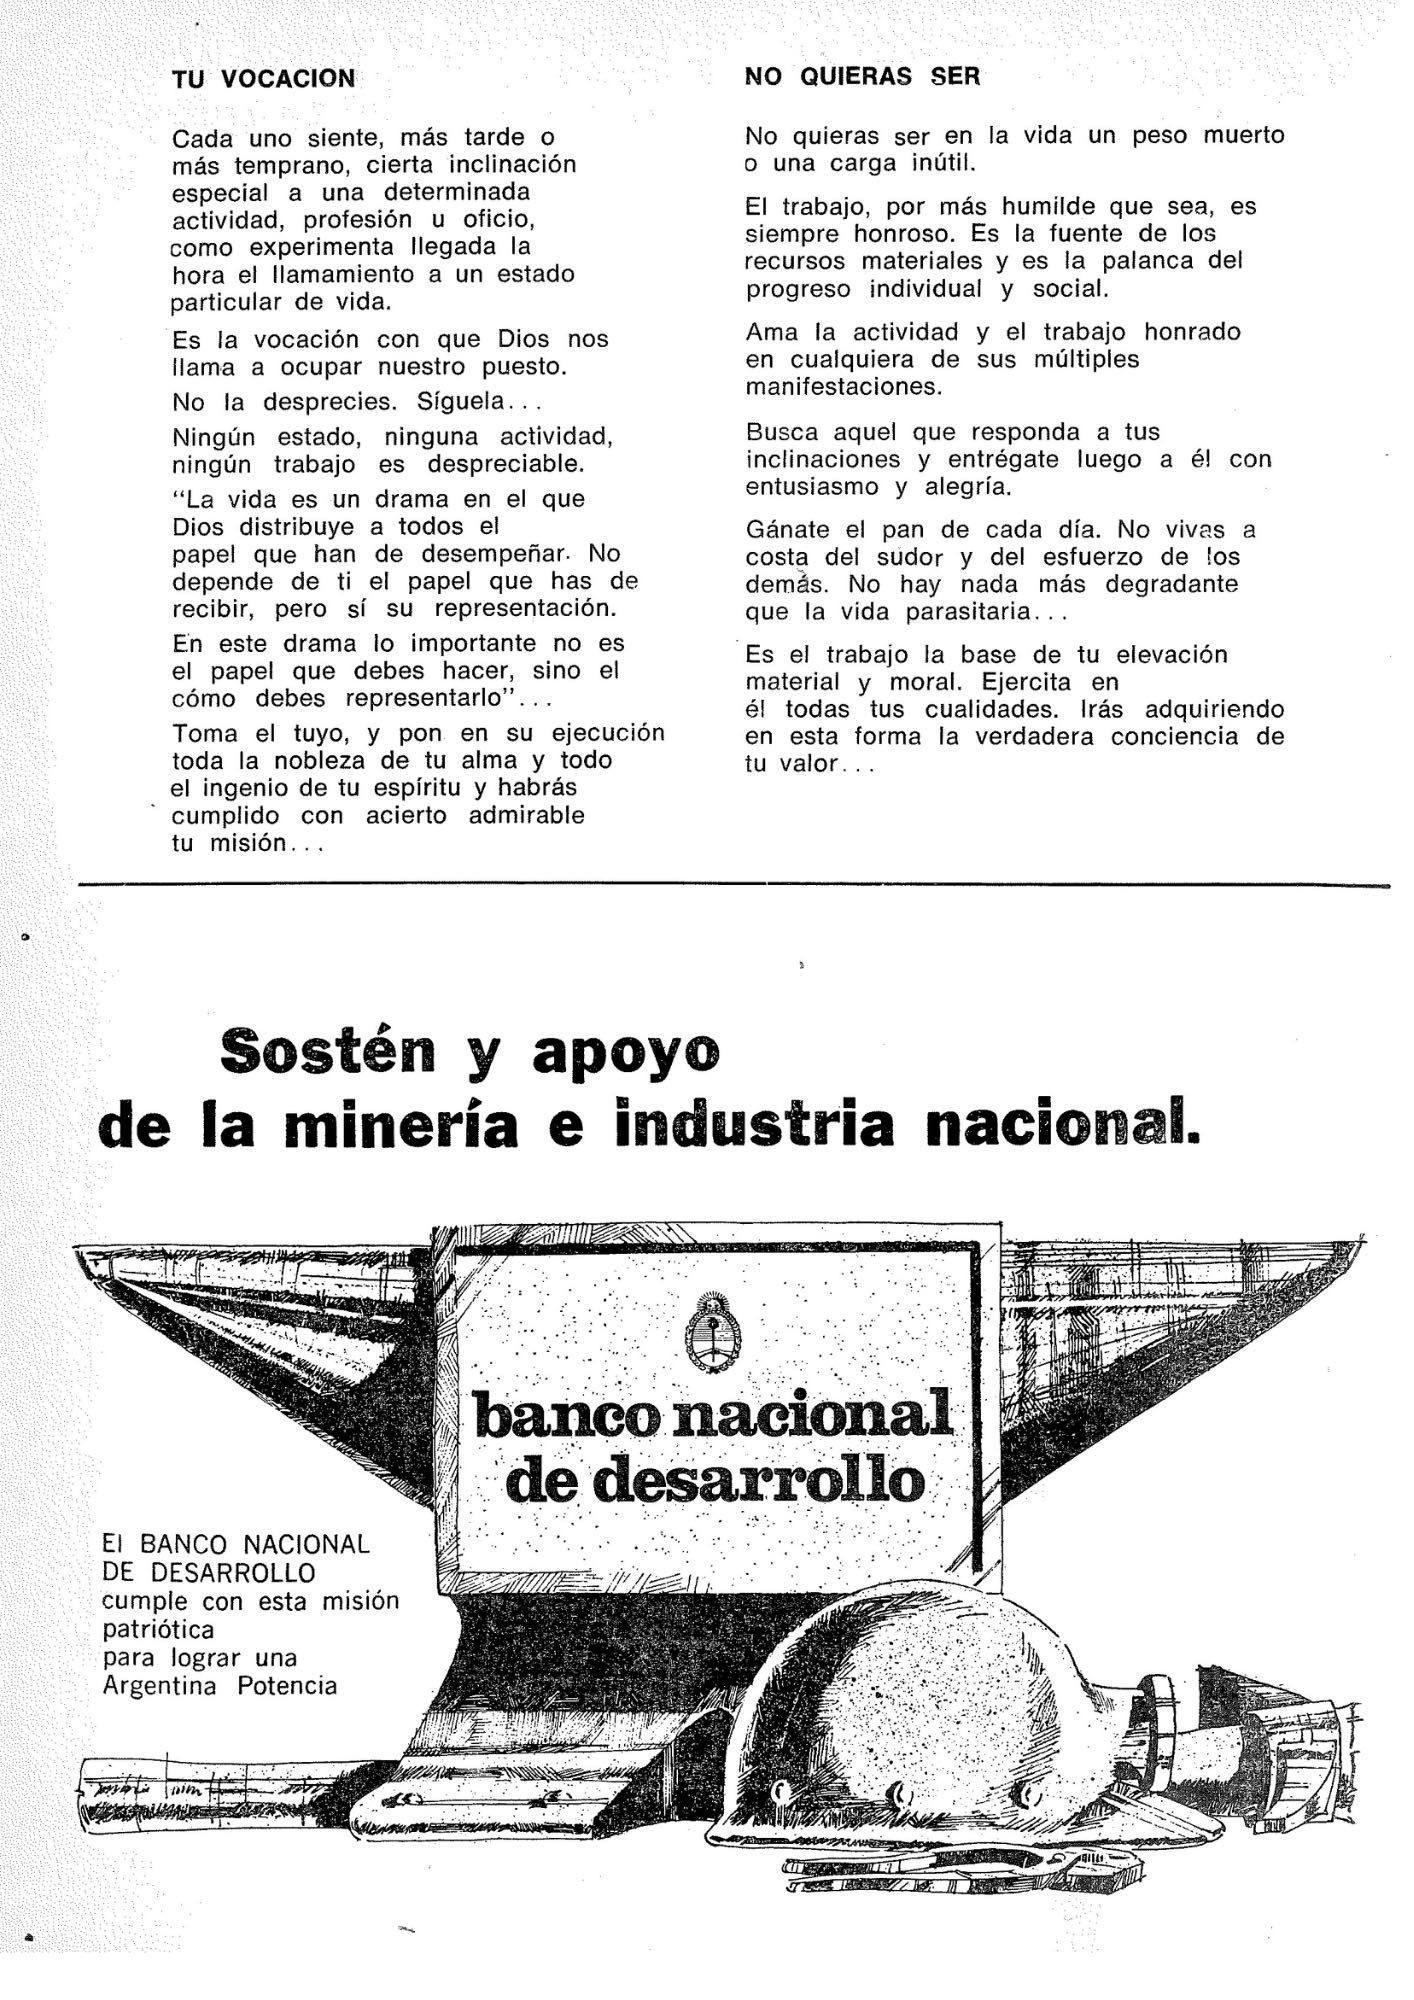 TU VOCACION
Cada uno siente, más tarde o
más temprano, cierta inclinación
especial a una determinada
actividad, profesión u oficio,
como experimenta llegada la
hora el llamamiento a un estado
particular de vida.
Es la vocación con que Dios nos
llama a ocupar nuestro puesto.
No la desprecies. Síguela...
Ningún estado, ninguna actividad,
ningún trabajo es despreciable.
"La vida es un drama en el que
Dios distribuye a todos el
papel que han de desempeñar. No
depende de ti el papel que has de
recibir, pero sí su representación.
En este drama lo importante no es
el papel que debes hacer, sino el
cómo debes representarlo"...
Toma el tuyo, y pon en su ejecución
toda la nobleza de tu alma y todo
el ingenio de tu espíritu y habrás
cumplido con acierto admirable
tu misión...
NO QUIERAS SER
No quieras ser en la vida un peso muerto
o una carga inútil.
El trabajo, por más humilde que sea, es
siempre honroso. Es la fuente de los
recursos materiales y es la palanca del
progreso individual y social.
Ama la actividad y el trabajo honrado
en cualquiera de sus múltiples
manifestaciones.
Busca aquel que responda a tus
inclinaciones y entrégate luego a él con
entusiasmo y alegría.
Gánate el pan de cada día. No vivas a
costa del sudor y del esfuerzo de los
demás. No hay nada más degradante
que la vida parasitaria...
Es el trabajo la base de tu elevación
material y moral. Ejercita en
él todas tus cualidades. Irás adquiriendo
en esta forma la verdadera conciencia de
tu valor...
Sostén y apoyo
de la minería e industria nacional.
banco nacional
de desarrollo
El BANCO NACIONAL
DE DESARROLLO
cumple con esta misión
patriótica
para lograr una
Argentina Potencia